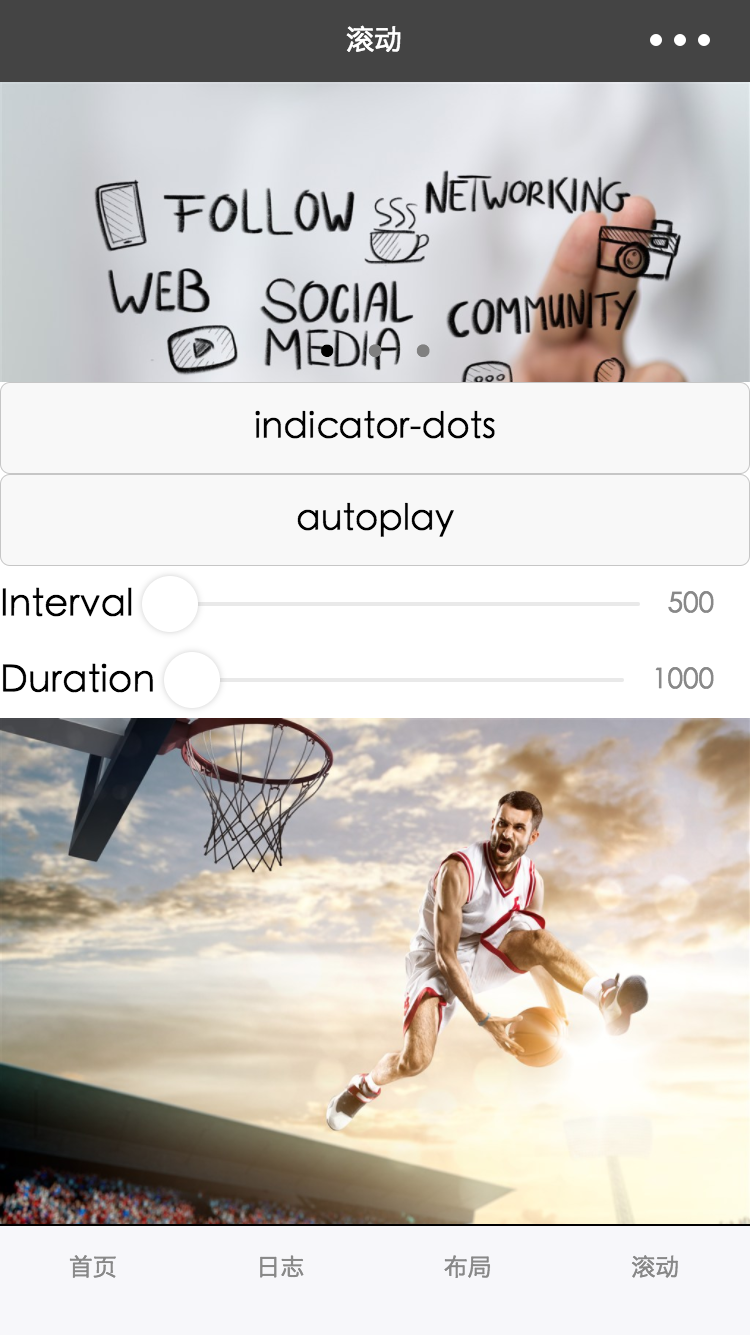 滚动
FOLLOW
NETWORKING
WEB
SOCIAL
MEDIA
COMMUNITY
indicator-dots
autoplay
Interval 500
Duration 1000
首页 日志 布局 滚动